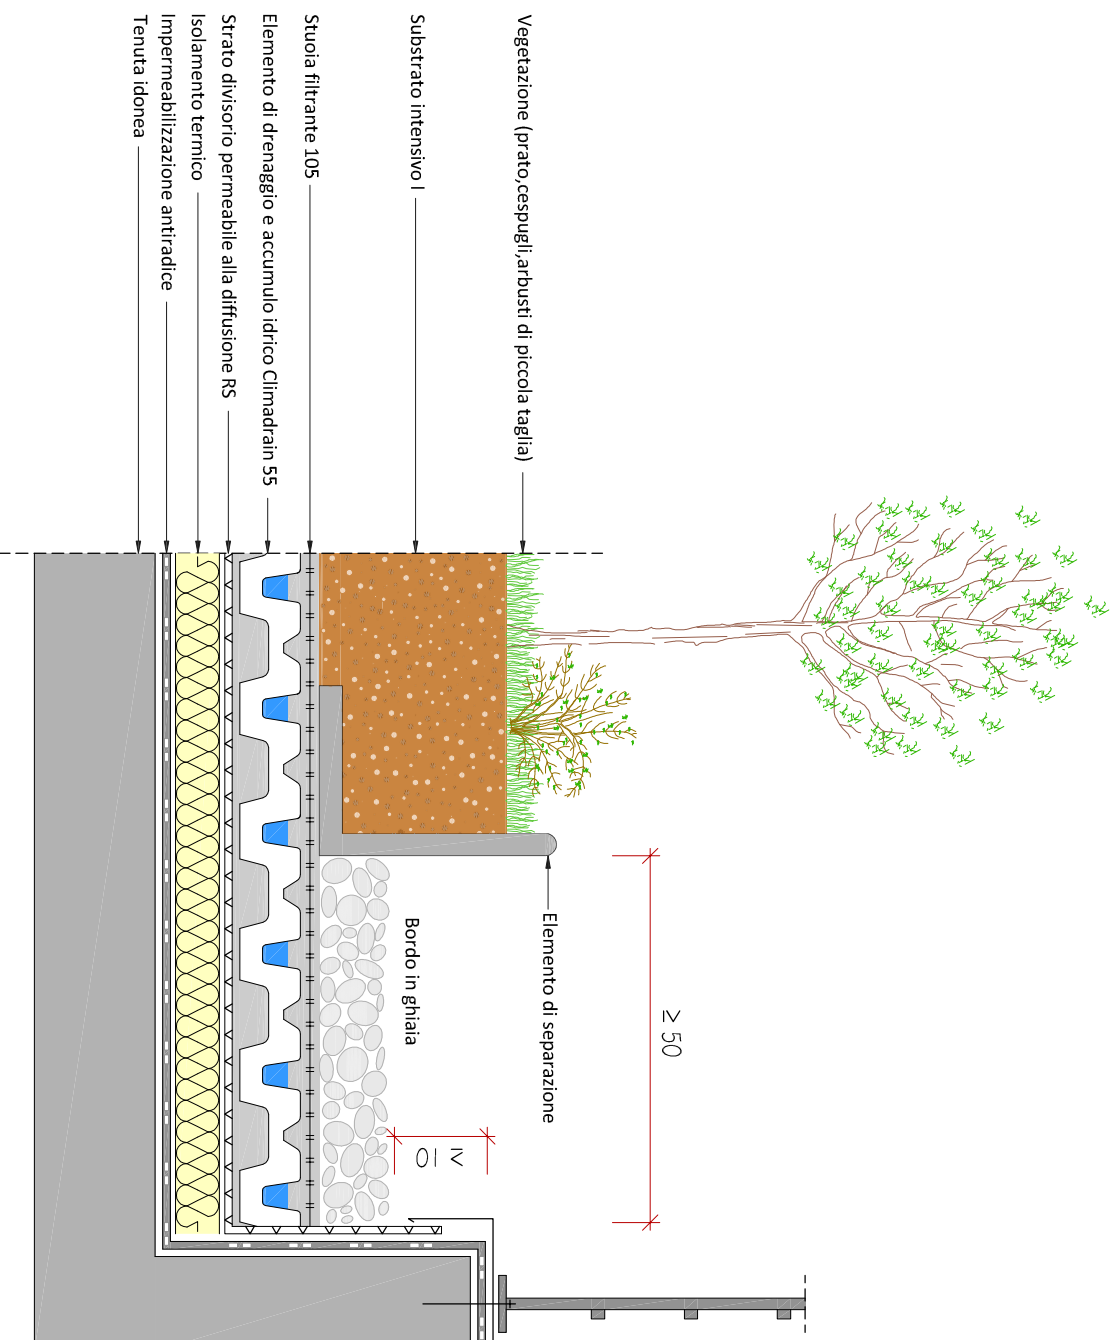 Vegetazione (prato,cespugli,arbusti di piccola taglia)
Substrato intensivo I
Stuoia filtrante 105
Elemento di drenaggio e accumulo idrico Climadrain 55
Strato divisorio permeabile alla diffusione RS
Isolamento termico
Impermeabilizzazione antiradice
Tenuta idonea
≥ 50
Elemento di separazione
Bordo in ghiaia
≥ 10